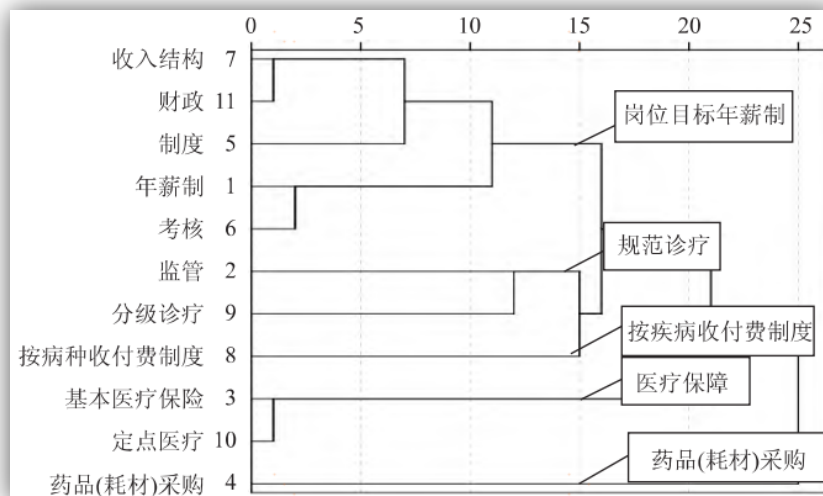 0 5 10 15 20 25
收入结构 7
财政 11
制度 5
年薪制 1
考核 6
监管 2
分级诊疗 9
按病种收付费制度 8
基本医疗保险 3
定点医疗 10
药品(耗材)采购 4
岗位目标年薪制
规范诊疗
按疾病收付费制度
医疗保障
药品(耗材)采购